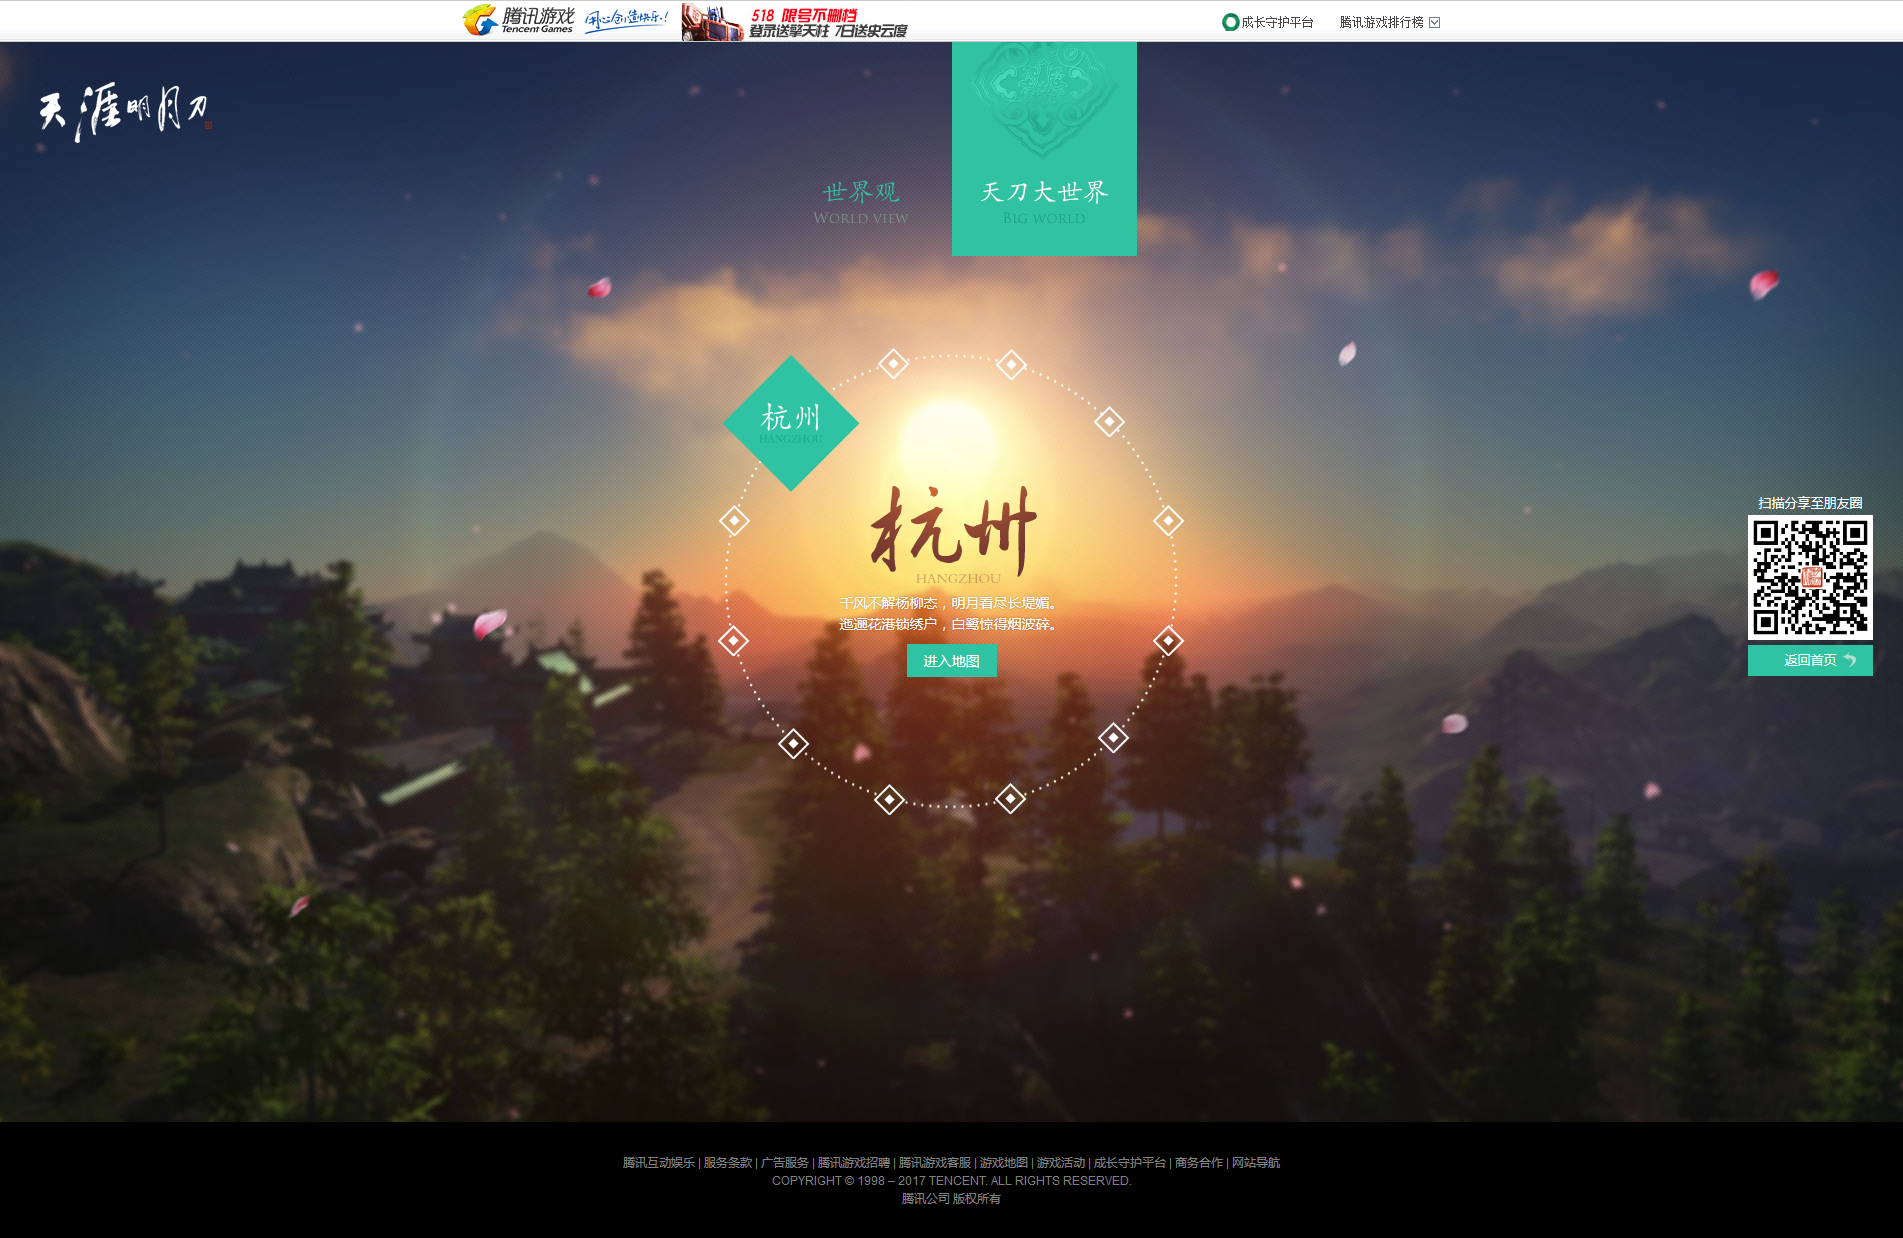 腾讯游戏
Tencent Games
用心创造快乐!
518 限号不删档
登录送擎天柱 7日送史云度
成长守护平台
腾讯游戏排行榜
天涯明月刀
世界观
WORLD VIEW
天刀大世界
BIG WORLD
杭州
HANGZHOU
杭州
HANGZHOU
千风不解杨柳态，明月看尽长堤媚。
迤逦花港锁绣户，白鹭惊得烟波碎。
进入地图
扫描分享至朋友圈
返回首页
腾讯互动娱乐 | 服务条款 | 广告服务 | 腾讯游戏招聘 | 腾讯游戏客服 | 游戏地图 | 游戏活动 | 成长守护平台 | 商务合作 | 网站导航
COPYRIGHT © 1998 – 2017 TENCENT. ALL RIGHTS RESERVED.
腾讯公司 版权所有